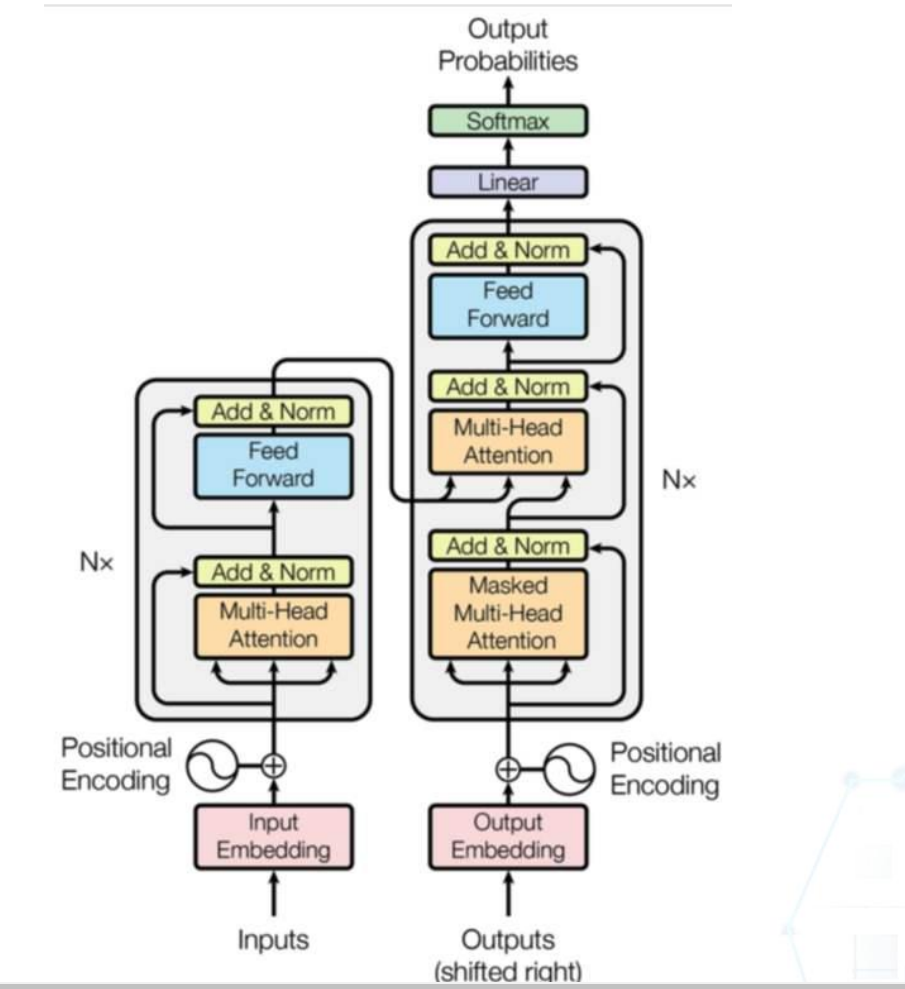 Output
Probabilities
Softmax
Linear
Add & Norm
Feed
Forward
Add & Norm
Multi-Head
Attention
Nx
Add & Norm
Masked
Multi-Head
Attention
Add & Norm
Feed
Forward
Nx
Add & Norm
Multi-Head
Attention
Positional
Encoding
Positional
Encoding
Input
Embedding
Output
Embedding
Inputs
Outputs
(shifted right)